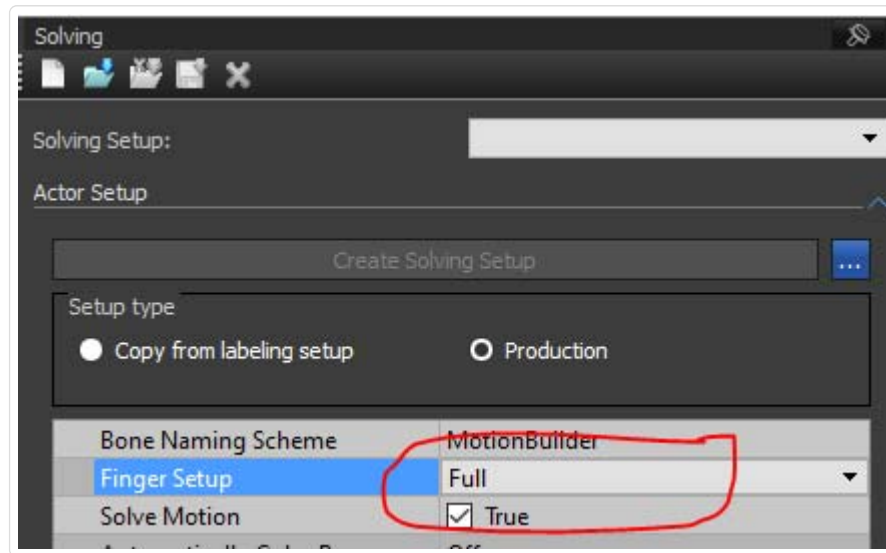 Solving
Solving Setup:
Actor Setup
Create Solving Setup
...
Setup type
Copy from labeling setup
Production
Bone Naming Scheme MotionBuilder
Finger Setup Full
Solve Motion True